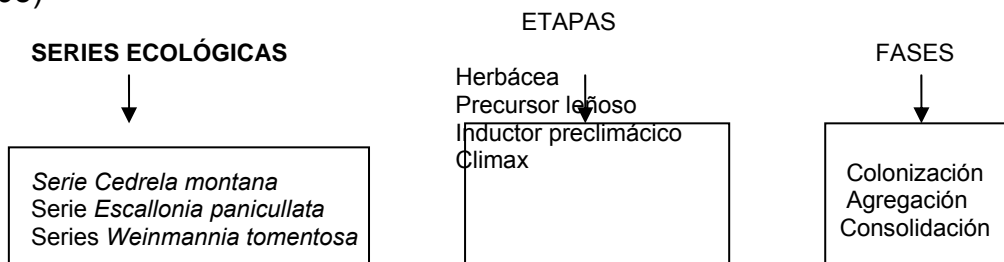 ETAPAS
SERIES ECOLÓGICAS
FASES
Herbácea
Precursor leñoso
Inductor preclimácico
Climax
Serie Cedrela montana
Serie Escallonia panicullata
Series Weinmannia tomentosa
Colonización
Agregación
Consolidación